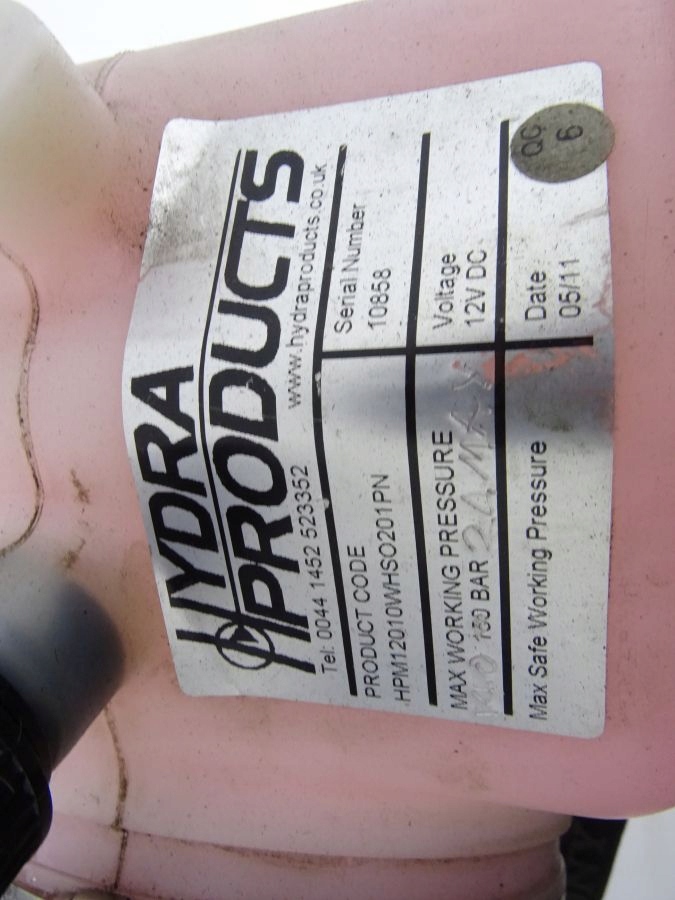 HYDRA
PRODUCTS
Tel: 0044 1452 523352 www.hydraproducts.co.uk
PRODUCT CODE
HPM12010WHSO201PN
Serial Number
10858
MAX WORKING PRESSURE
160 BAR
Voltage
12V DC
Max Safe Working Pressure
Date
05/11
QC
6